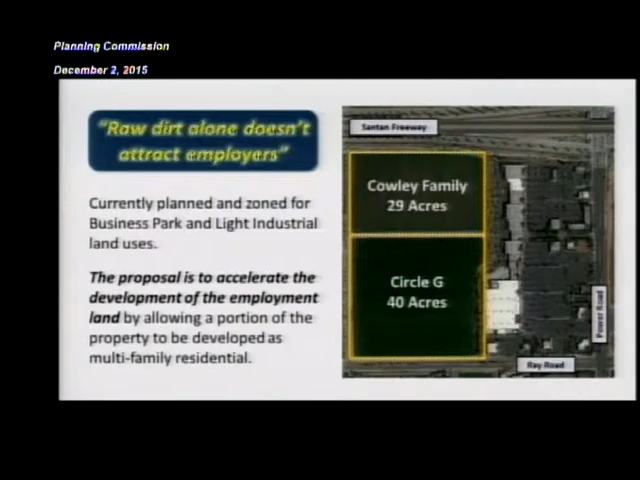 Planning Commission
December 2, 2015
"Raw dirt alone doesn't
attract employers"
Currently planned and zoned for
Business Park and Light Industrial
land uses.
The proposal is to accelerate the
development of the employment
land by allowing a portion of the
property to be developed as
multi-family residential.
Santan Freeway
Cowley Family
29 Acres
Circle G
40 Acres
Power Road
Ray Road